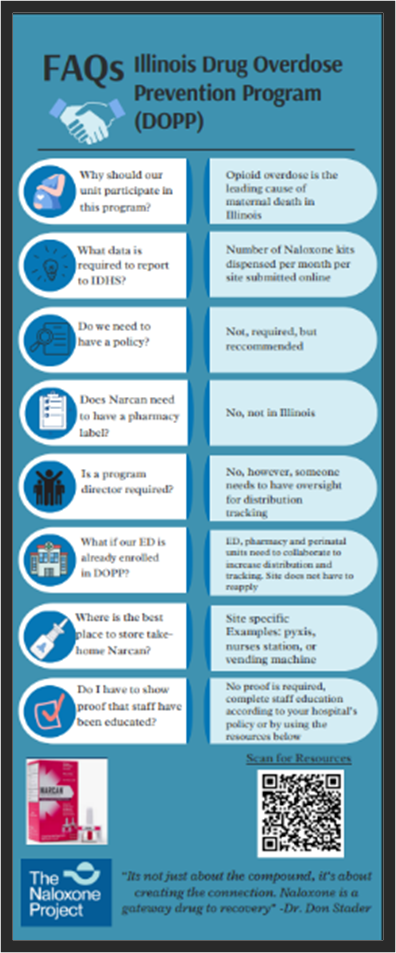 FAQs Illinois Drug Overdose
Prevention Program
(DOPP)
Why should our
unit participate in
this program?
Opioid overdose is the
leading cause of
maternal death in
Illinois
What data is
required to report
to IDHS?
Number of Naloxone kits
dispensed per month per
site submitted online
Do we need to
have a policy?
Not, required, but
reccommended
Does Narcan need
to have a pharmacy
label?
No, not in Illinois
Is a program
director required?
No, however, someone
needs to have oversight
for distribution
tracking
What if our ED is
already enrolled
in DOPP?
ED, pharmacy and perinatal
units need to collaborate to
increase distribution and
tracking. Site does not have to
reapply
Where is the best
place to store take-
home Narcan?
Site specific
Examples: pyxis,
nurses station, or
vending machine
Do I have to show
proof that staff have
been educated?
No proof is required,
complete staff education
according to your hospital's
policy or by using the
resources below
Scan for Resources
NARCAN
The
Naloxone
Project
"Its not just about the compound, it's about
creating the connection. Naloxone is a
gateway drug to recovery" -Dr. Don Stader